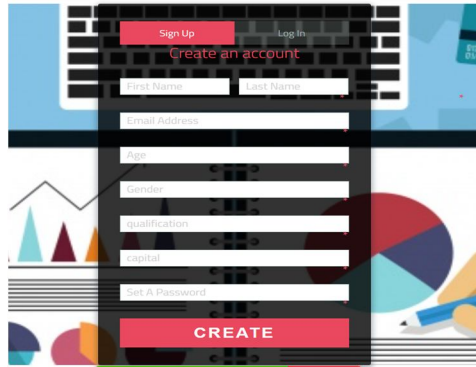 Sign Up Log In
Create an account
First Name Last Name
Email Address
Age
Gender
qualification
capital
Set A Password
CREATE